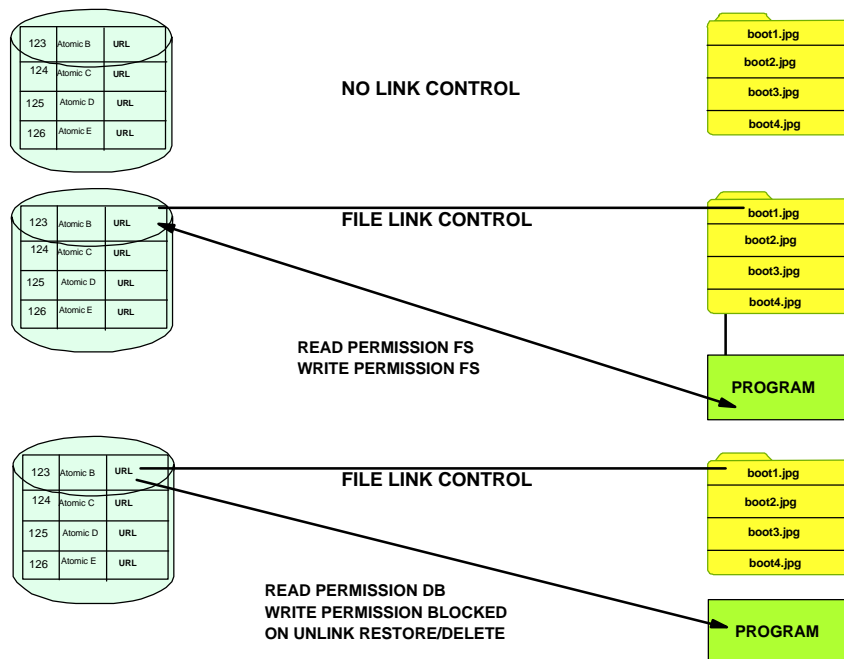 123 Atomic B URL
124 Atomic C URL
125 Atomic D URL
126 Atomic E URL
NO LINK CONTROL
boot1.jpg
boot2.jpg
boot3.jpg
boot4.jpg
123 Atomic B URL
124 Atomic C URL
125 Atomic D URL
126 Atomic E URL
FILE LINK CONTROL
READ PERMISSION FS
WRITE PERMISSION FS
boot1.jpg
boot2.jpg
boot3.jpg
boot4.jpg
PROGRAM
123 Atomic B URL
124 Atomic C URL
125 Atomic D URL
126 Atomic E URL
FILE LINK CONTROL
READ PERMISSION DB
WRITE PERMISSION BLOCKED
ON UNLINK RESTORE/DELETE
boot1.jpg
boot2.jpg
boot3.jpg
boot4.jpg
PROGRAM